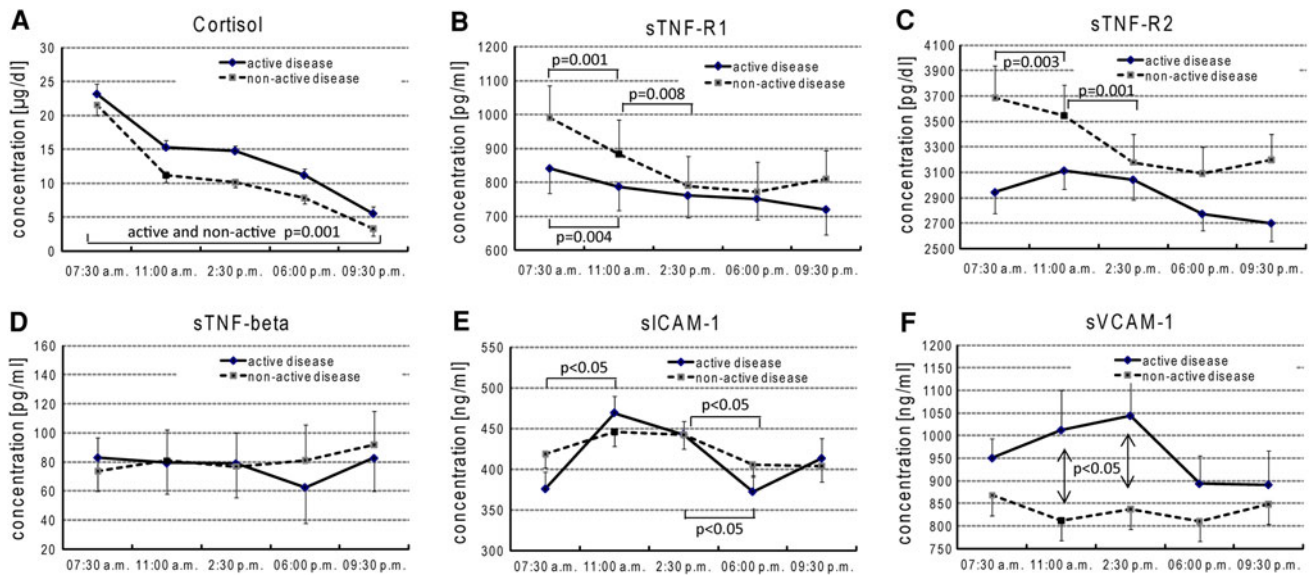 A
Cortisol
concentration [µg/dl]
30
25
20
15
10
5
0
active disease
non-active disease
active and non-active p=0.001
07:30 a.m. 11:00 a.m. 2:30 p.m. 06:00 p.m. 09:30 p.m.
B
sTNF-R1
concentration [pg/ml]
1200
1100
1000
900
800
700
600
active disease
non-active disease
p=0.001
p=0.008
p=0.004
07:30 a.m. 11:00 a.m. 2:30 p.m. 06:00 p.m. 09:30 p.m.
C
sTNF-R2
concentration [pg/dl]
4100
3900
3700
3500
3300
3100
2900
2700
2500
active disease
non-active disease
p=0.003
p=0.001
07:30 a.m. 11:00 a.m. 2:30 p.m. 06:00 p.m. 09:30 p.m.
D
sTNF-beta
concentration [pg/ml]
160
140
120
100
80
60
40
20
active disease
non-active disease
07:30 a.m. 11:00 a.m. 2:30 p.m. 06:00 p.m. 09:30 p.m.
E
sICAM-1
concentration [ng/ml]
550
500
450
400
350
300
active disease
non-active disease
p<0.05
p<0.05
p<0.05
07:30 a.m. 11:00 a.m. 2:30 p.m. 06:00 p.m. 09:30 p.m.
F
sVCAM-1
concentration [ng/ml]
1200
1150
1100
1050
1000
950
900
850
800
750
active disease
non-active disease
p<0.05
07:30 a.m. 11:00 a.m. 2:30 p.m. 06:00 p.m. 09:30 p.m.